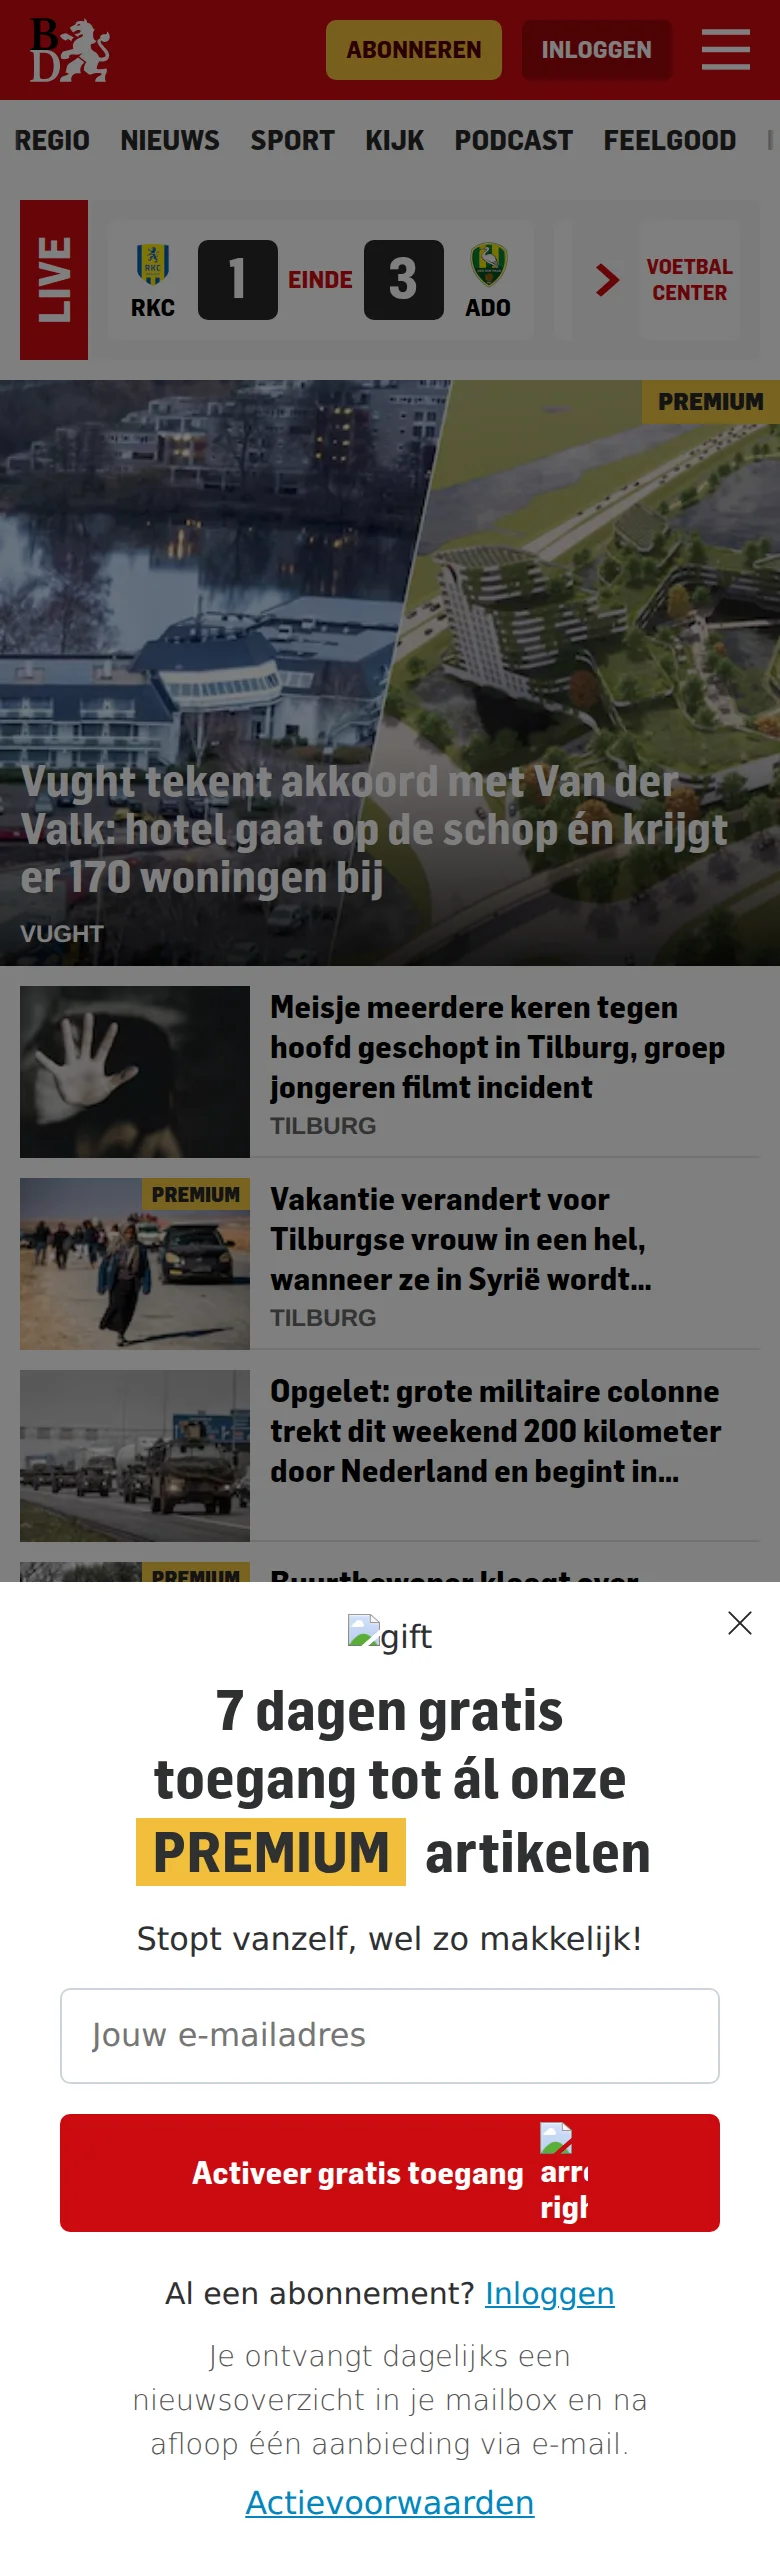 BD
ABONNEREN
INLOGGEN
REGIO NIEUWS SPORT KIJK PODCAST FEELGOOD
LIVE
RKC
1
EINDE
3
ADO
VOETBAL
CENTER
PREMIUM
Vught tekent akkoord met Van der
Valk: hotel gaat op de schop én krijgt
er 170 woningen bij
VUGHT
Meisje meerdere keren tegen
hoofd geschopt in Tilburg, groep
jongeren filmt incident
TILBURG
PREMIUM
Vakantie verandert voor
Tilburgse vrouw in een hel,
wanneer ze in Syrië wordt...
TILBURG
Opgelet: grote militaire colonne
trekt dit weekend 200 kilometer
door Nederland en begint in...
PREMIUM
Buurtbewoner klaagt over
gift
7 dagen gratis
toegang tot ál onze
PREMIUM artikelen
Stopt vanzelf, wel zo makkelijk!
Jouw e-mailadres
Activeer gratis toegang
Al een abonnement? Inloggen
Je ontvangt dagelijks een
nieuwsoverzicht in je mailbox en na
afloop één aanbieding via e-mail.
Actievoorwaarden